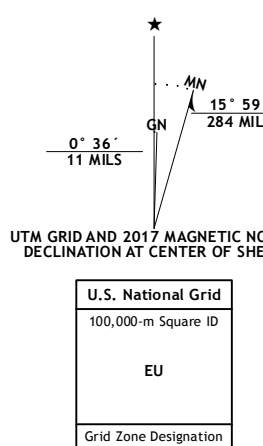 ★
MN
15° 59
284 MIL
GN
0° 36´
11 MILS
UTM GRID AND 2017 MAGNETIC NO
DECLINATION AT CENTER OF SHE
U.S. National Grid
100,000-m Square ID
EU
Grid Zone Designation